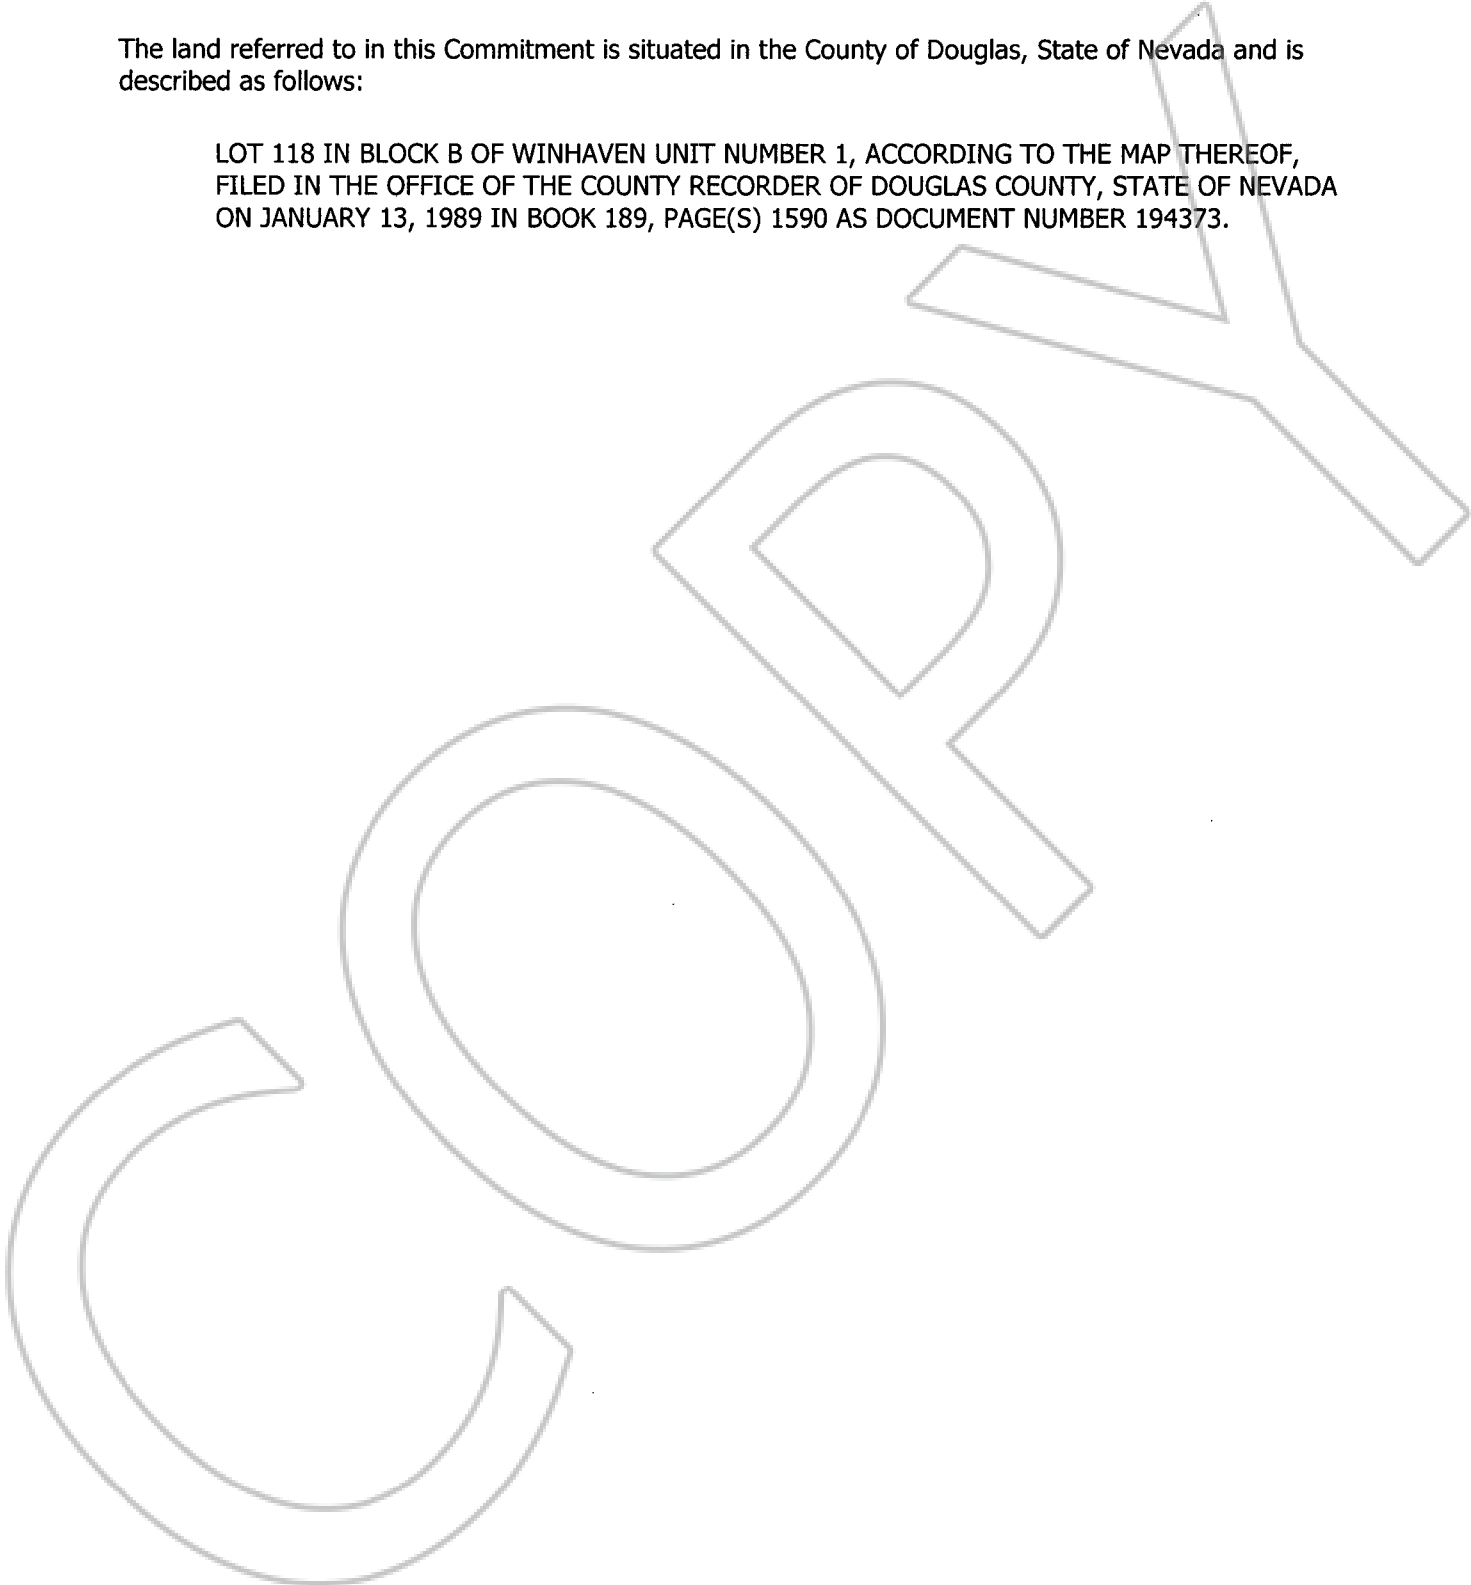 The land referred to in this Commitment is situated in the County of Douglas, State of Nevada and is
described as follows:
LOT 118 IN BLOCK B OF WINHAVEN UNIT NUMBER 1, ACCORDING TO THE MAP THEREOF,
FILED IN THE OFFICE OF THE COUNTY RECORDER OF DOUGLAS COUNTY, STATE OF NEVADA
ON JANUARY 13, 1989 IN BOOK 189, PAGE(S) 1590 AS DOCUMENT NUMBER 194373.
COPY